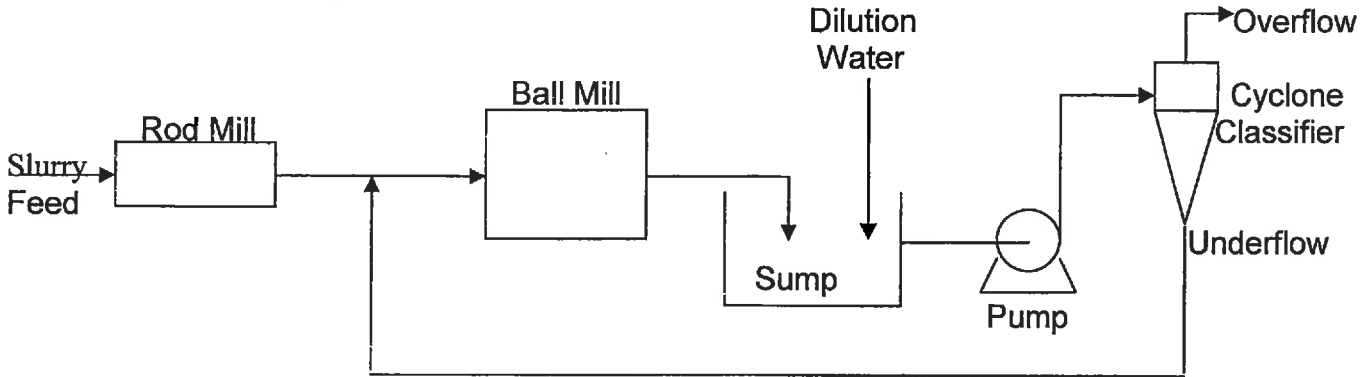 Slurry
Feed
Rod Mill
Ball Mill
Dilution
Water
Sump
Pump
Overflow
Cyclone
Classifier
Underflow